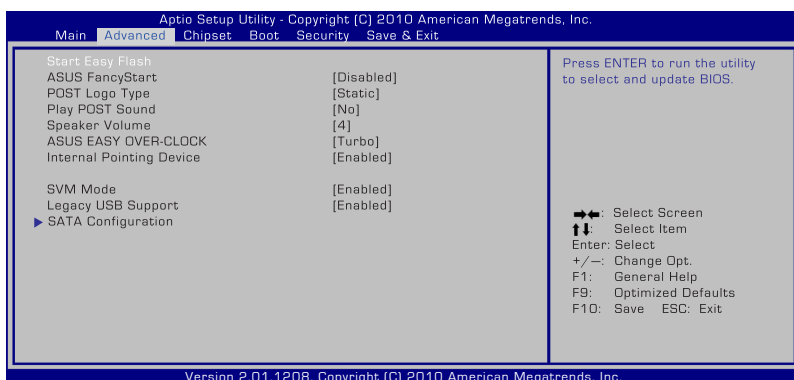 Aptio Setup Utility - Copyright [C] 2010 American Megatrends, Inc.
Main Advanced Chipset Boot Security Save & Exit
Start Easy Flash
ASUS FancyStart [Disabled]
POST Logo Type [Static]
Play POST Sound [No]
Speaker Volume [4]
ASUS EASY OVER-CLOCK [Turbo]
Internal Pointing Device [Enabled]
SVM Mode [Enabled]
Legacy USB Support [Enabled]
SATA Configuration
Press ENTER to run the utility
to select and update BIOS.
→←: Select Screen
↑↓: Select Item
Enter: Select
+/—: Change Opt.
F1: General Help
F9: Optimized Defaults
F10: Save ESC: Exit
Version 2.01.1208. Copyright [C] 2010 American Megatrends, Inc.